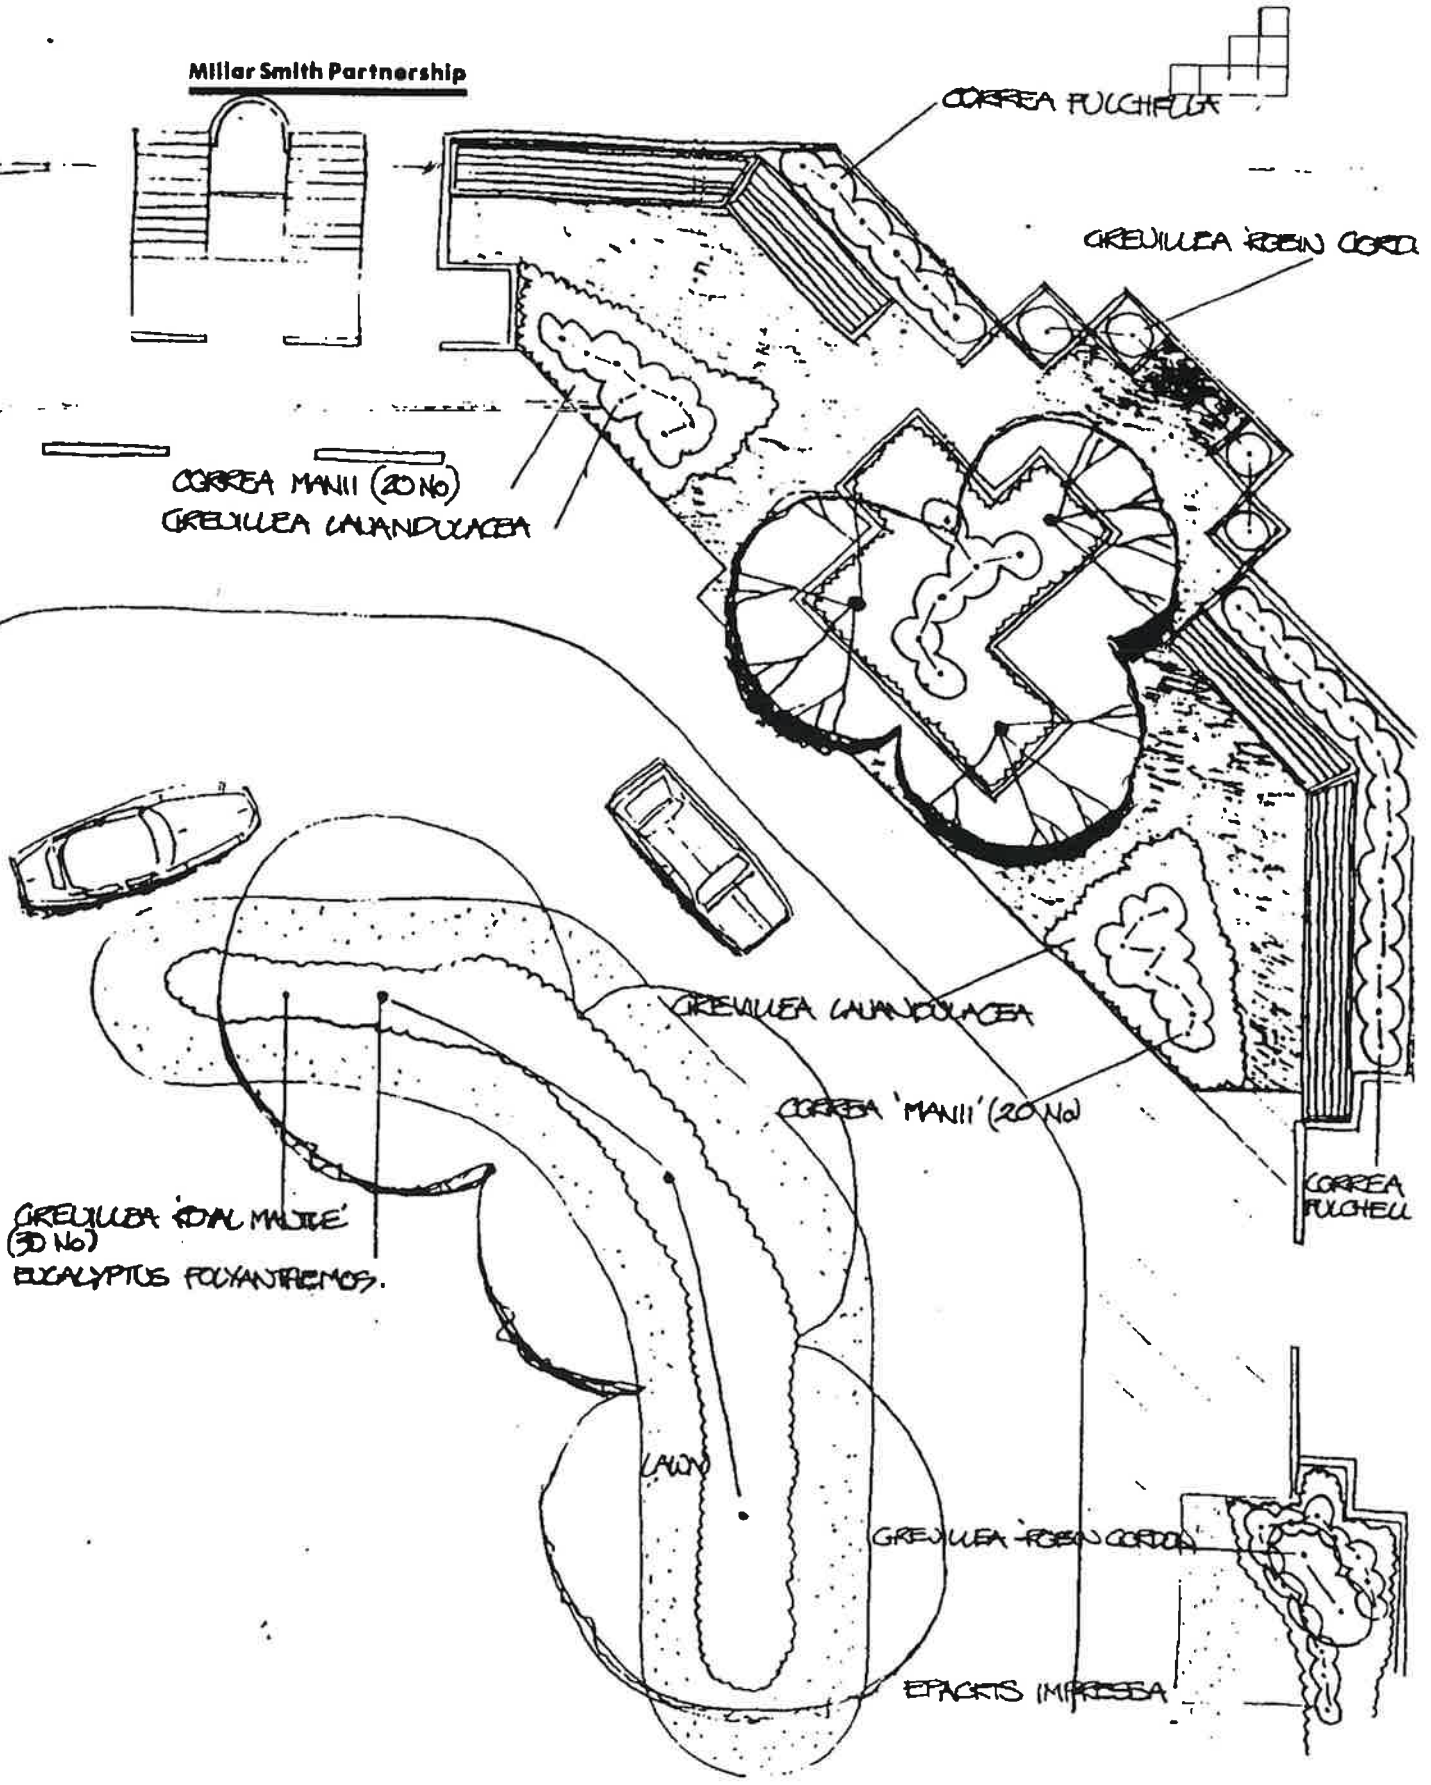 Millar Smith Partnership
CORREA PULCHELLA
GREVILLEA ROBIN GORD
CORREA MANII (20 No)
GREVILLEA LAVANDULACEA
GREVILLEA LAVANDULACEA
CORREA 'MANII' (20 No)
CORREA
PULCHELL
GREVILLEA 'ROYAL MANTLE'
(30 No)
EUCALYPTUS POLYANTHEMOS.
LAWN
GREVILLEA 'ROBIN GORDON'
EPACRIS IMPRESSA